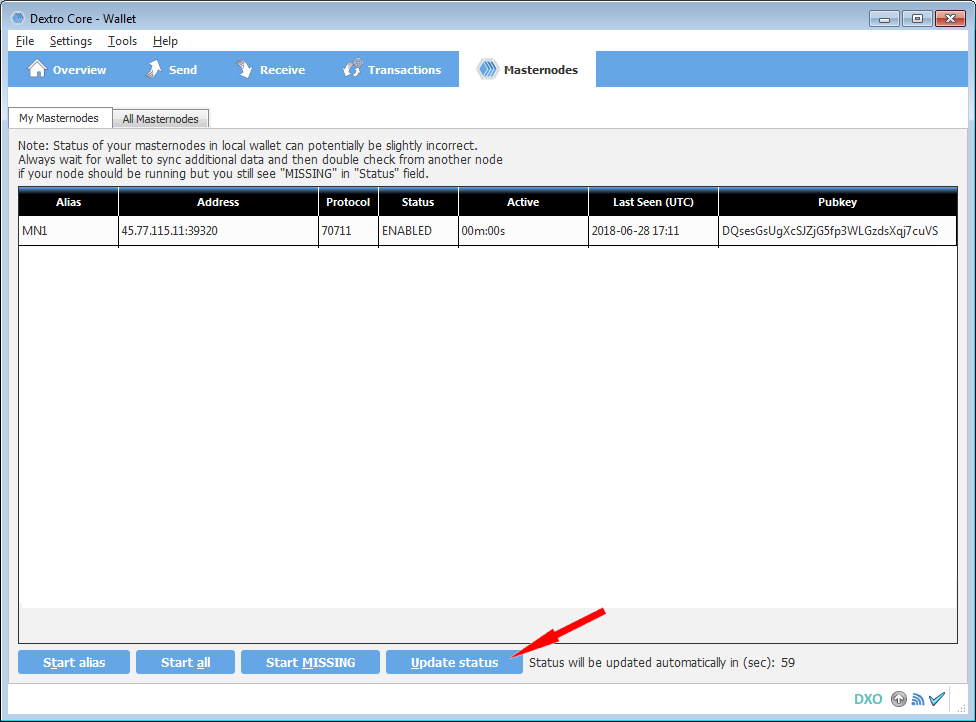 Dextro Core - Wallet
File Settings Tools Help
Overview Send Receive Transactions Masternodes
My Masternodes All Masternodes
Note: Status of your masternodes in local wallet can potentially be slightly incorrect.
Always wait for wallet to sync additional data and then double check from another node
if your node should be running but you still see "MISSING" in "Status" field.
Alias Address Protocol Status Active Last Seen (UTC) Pubkey
MN1 45.77.115.11:39320 70711 ENABLED 00m:00s 2018-06-28 17:11 DQsesGsUgXcSJZjG5fp3WLGzdsXqj7cuVS
Start alias Start all Start MISSING Update status Status will be updated automatically in (sec): 59
DXO